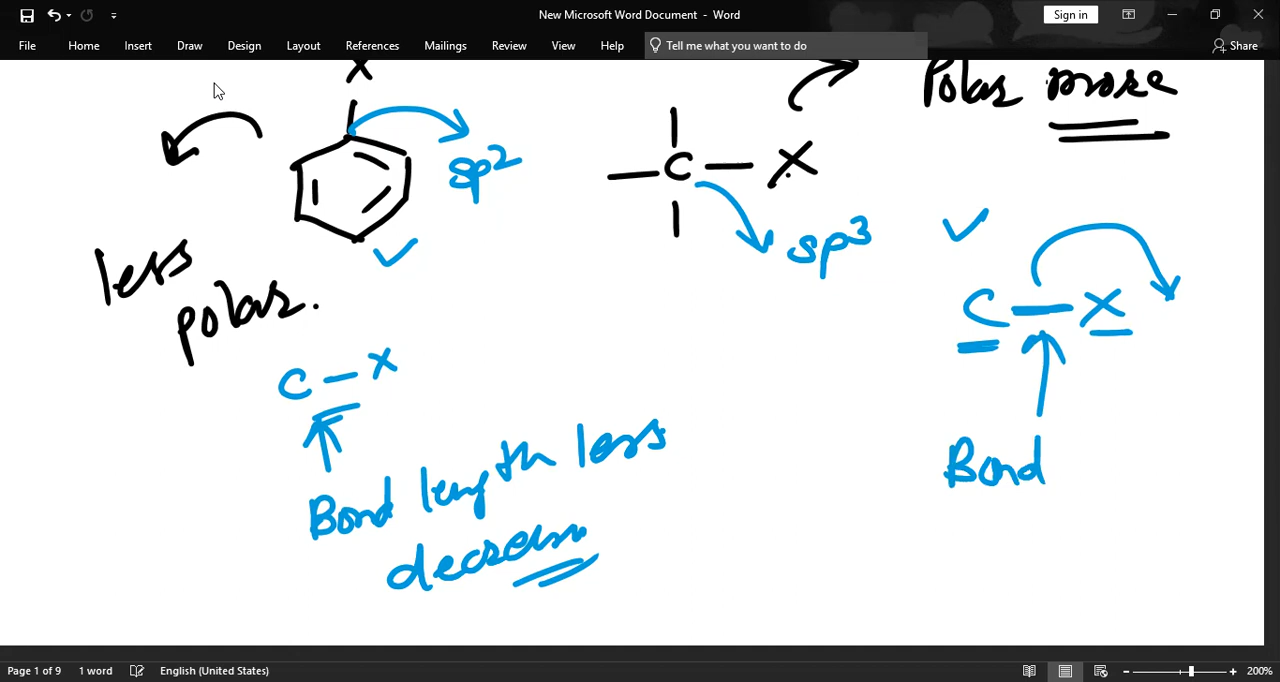 New Microsoft Word Document - Word
Sign in
File Home Insert Draw Design Layout References Mailings Review View Help Tell me what you want to do Share
X
Polar more
sp2
C X
sp3
less
polar.
C - X
C - X
Bond length less
Bond
Page 1 of 9 1 word English (United States) 200%